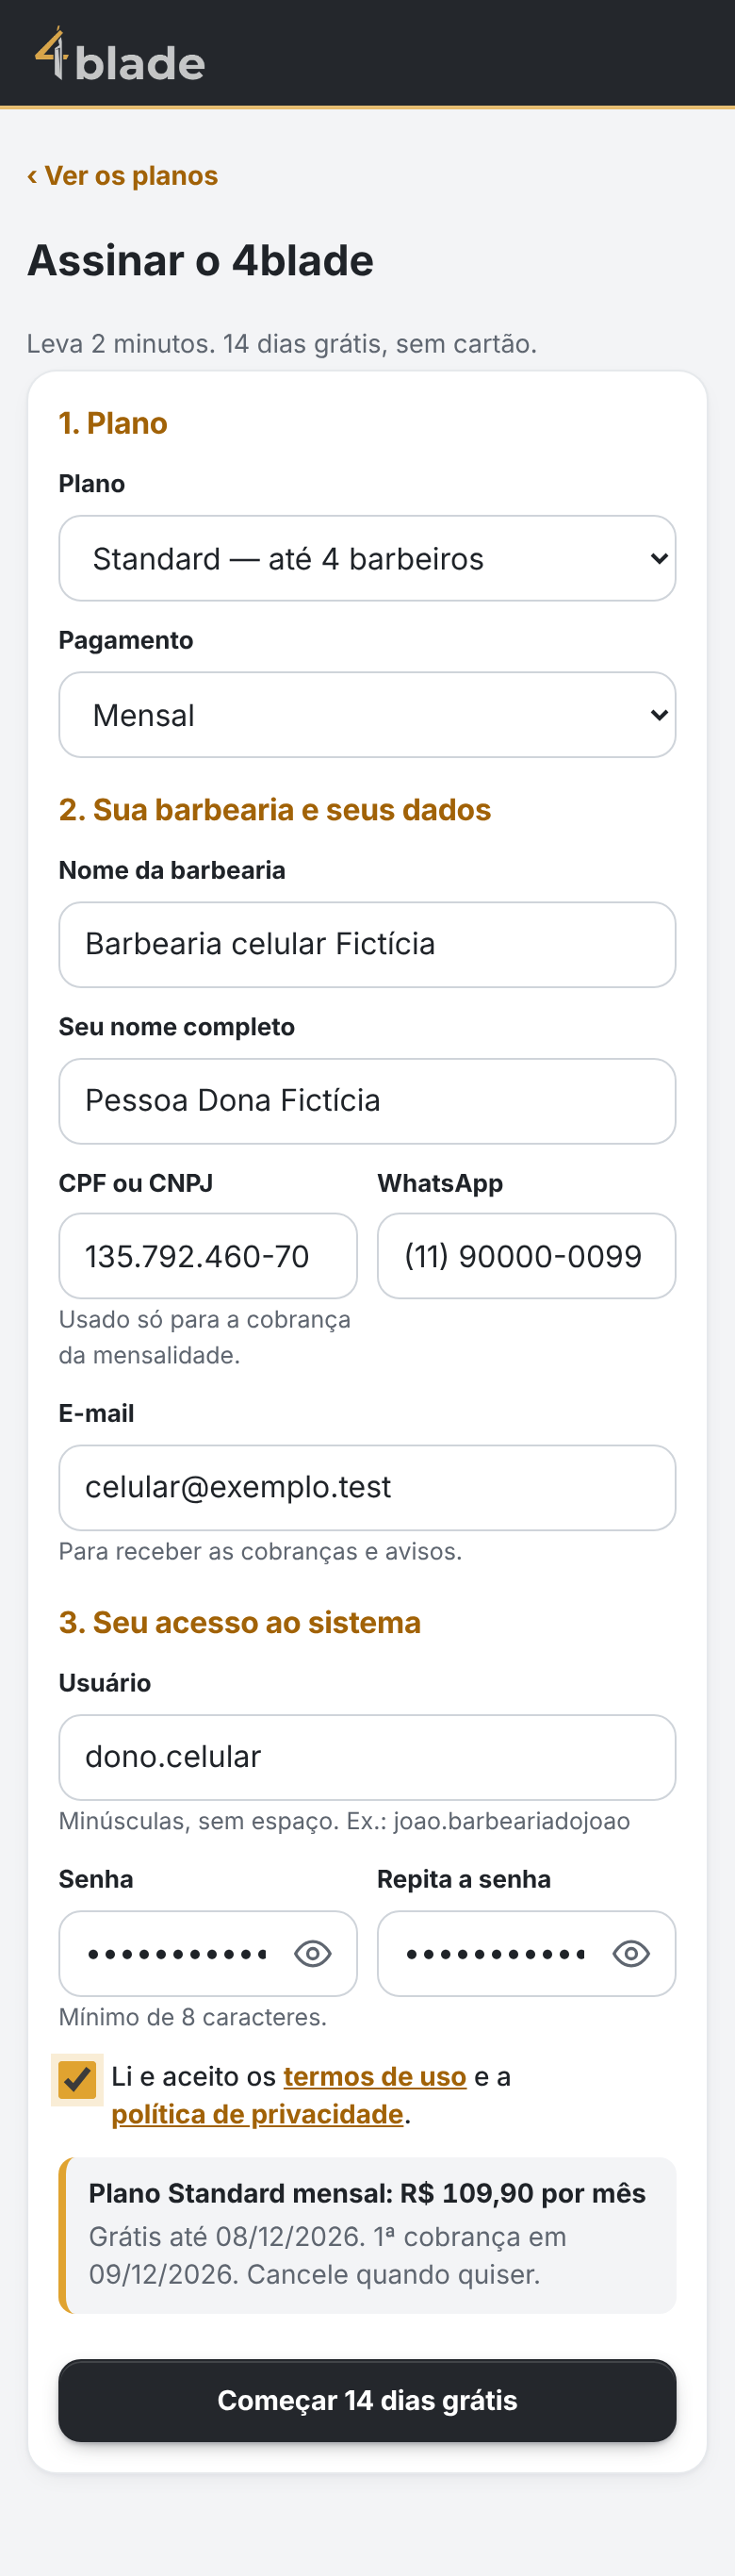 4blade
‹ Ver os planos
Assinar o 4blade
Leva 2 minutos. 14 dias grátis, sem cartão.
1. Plano
Plano
Standard — até 4 barbeiros
Pagamento
Mensal
2. Sua barbearia e seus dados
Nome da barbearia
Barbearia celular Fictícia
Seu nome completo
Pessoa Dona Fictícia
CPF ou CNPJ
135.792.460-70
Usado só para a cobrança
da mensalidade.
WhatsApp
(11) 90000-0099
E-mail
celular@exemplo.test
Para receber as cobranças e avisos.
3. Seu acesso ao sistema
Usuário
dono.celular
Minúsculas, sem espaço. Ex.: joao.barbeariadojoao
Senha
•••••••••••
Mínimo de 8 caracteres.
Repita a senha
•••••••••••
Li e aceito os termos de uso e a
política de privacidade.
Plano Standard mensal: R$ 109,90 por mês
Grátis até 08/12/2026. 1ª cobrança em
09/12/2026. Cancele quando quiser.
Começar 14 dias grátis